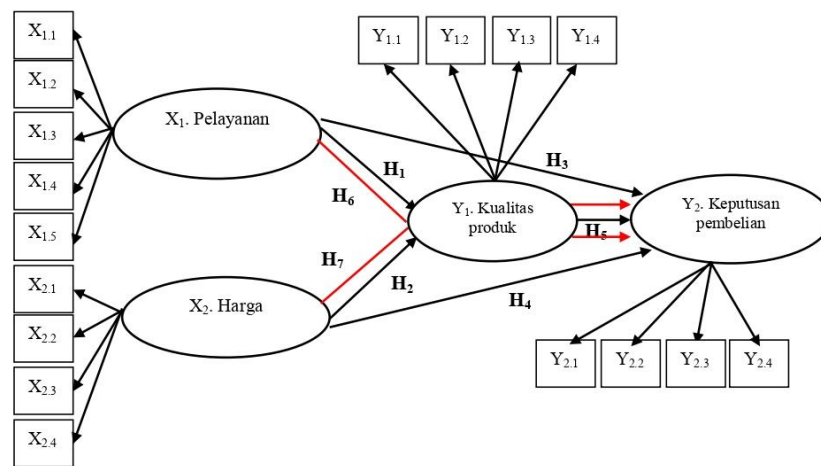 X₁.₁
X₁.₂
X₁.₃
X₁.₄
X₁.₅
X₂.₁
X₂.₂
X₂.₃
X₂.₄
X₁. Pelayanan
X₂. Harga
Y₁.₁
Y₁.₂
Y₁.₃
Y₁.₄
H₁
H₆
H₇
H₂
H₃
H₄
H₅
Y₁. Kualitas
produk
Y₂. Keputusan
pembelian
Y₂.₁
Y₂.₂
Y₂.₃
Y₂.₄